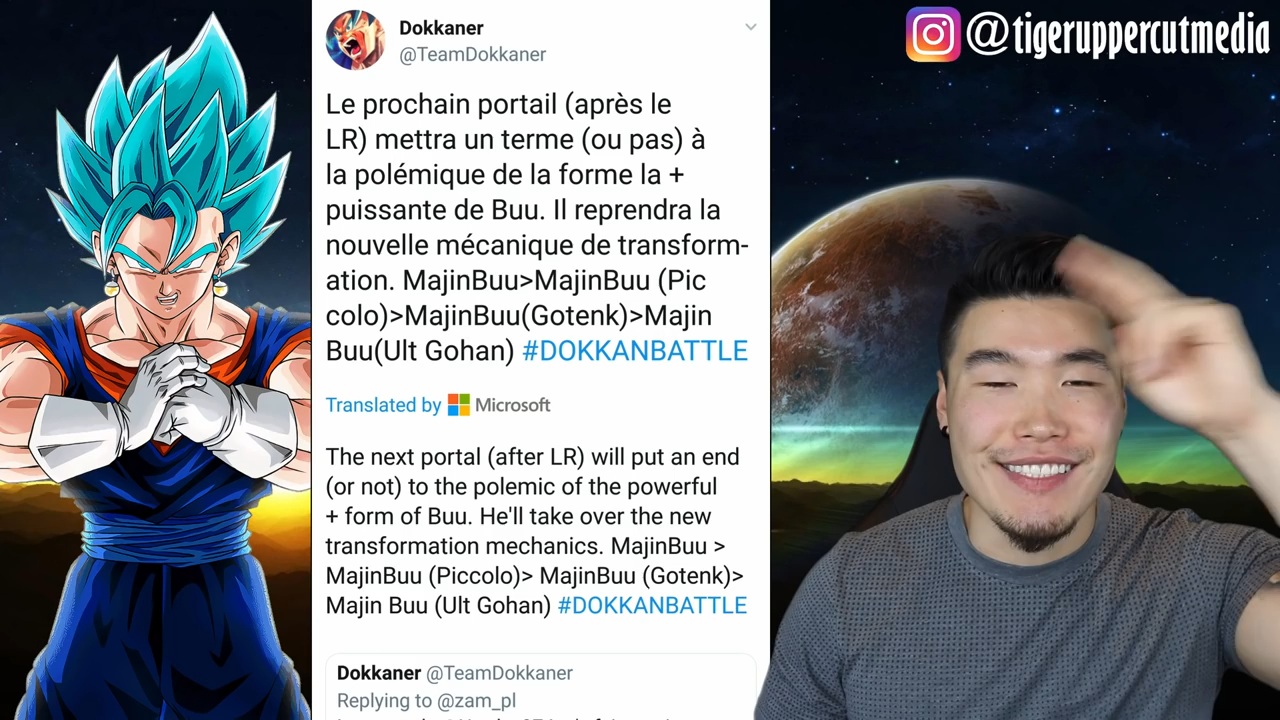 Dokkaner
@TeamDokkaner
Le prochain portail (après le
LR) mettra un terme (ou pas) à
la polémique de la forme la +
puissante de Buu. Il reprendra la
nouvelle mécanique de transform-
ation. MajinBuu>MajinBuu (Pic
colo)>MajinBuu(Gotenk)>Majin
Buu(Ult Gohan) #DOKKANBATTLE
Translated by Microsoft
The next portal (after LR) will put an end
(or not) to the polemic of the powerful
+ form of Buu. He'll take over the new
transformation mechanics. MajinBuu >
MajinBuu (Piccolo)> MajinBuu (Gotenk)>
Majin Buu (Ult Gohan) #DOKKANBATTLE
Dokkaner @TeamDokkaner
Replying to @zam_pl
@tigeruppercutmedia